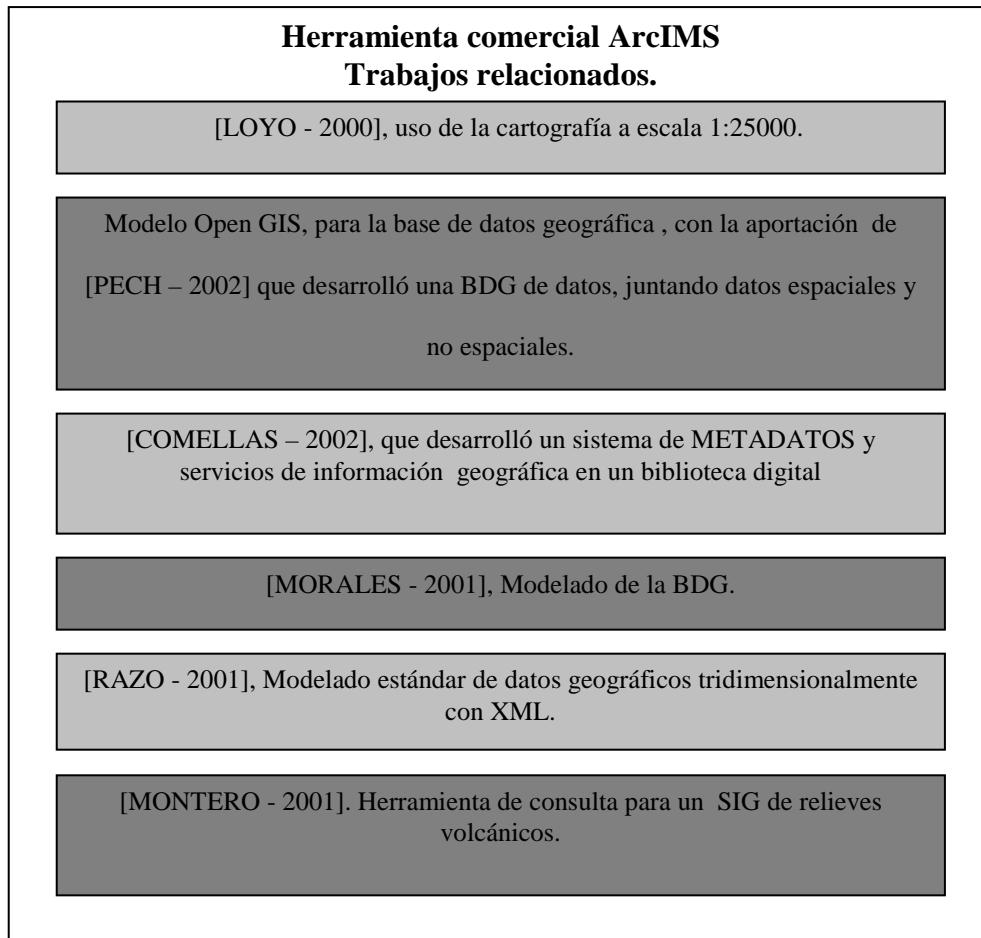 Herramienta comercial ArcIMS
Trabajos relacionados.
[LOYO - 2000], uso de la cartografía a escala 1:25000.
Modelo Open GIS, para la base de datos geográfica , con la aportación de
[PECH – 2002] que desarrolló una BDG de datos, juntando datos espaciales y
no espaciales.
[COMELLAS – 2002], que desarrolló un sistema de METADATOS y
servicios de información geográfica en un biblioteca digital
[MORALES - 2001], Modelado de la BDG.
[RAZO - 2001], Modelado estándar de datos geográficos tridimensionalmente
con XML.
[MONTERO - 2001]. Herramienta de consulta para un SIG de relieves
volcánicos.